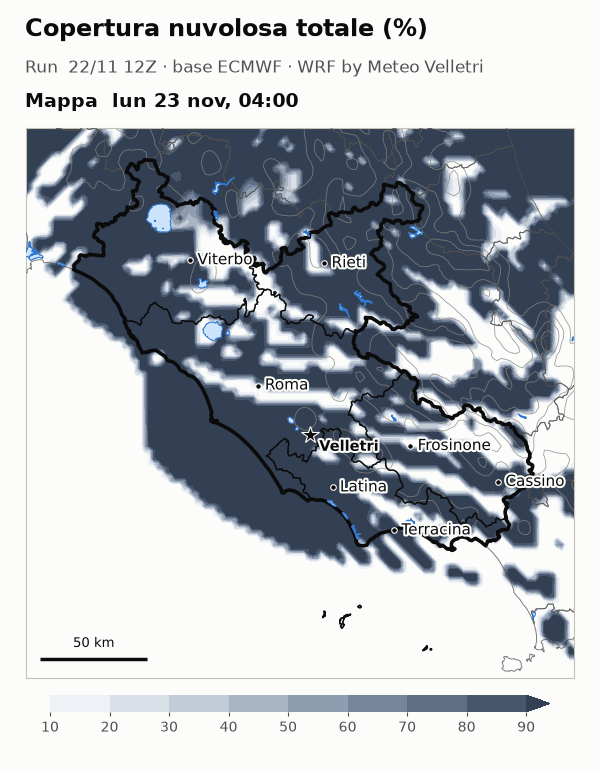 Copertura nuvolosa totale (%)
Run  22/11 12Z · base ECMWF · WRF by Meteo Velletri
Mappa  lun 23 nov, 04:00
Viterbo
Rieti
Roma
Velletri
Frosinone
Latina
Cassino
Terracina
50 km
10 20 30 40 50 60 70 80 90